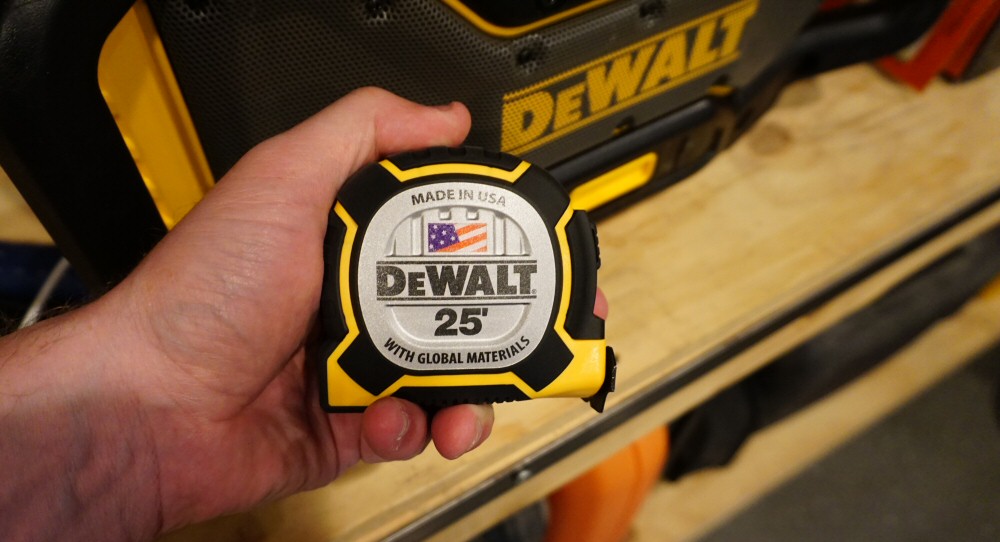 DEWALT
MADE IN USA
DEWALT®
25'
WITH GLOBAL MATERIALS